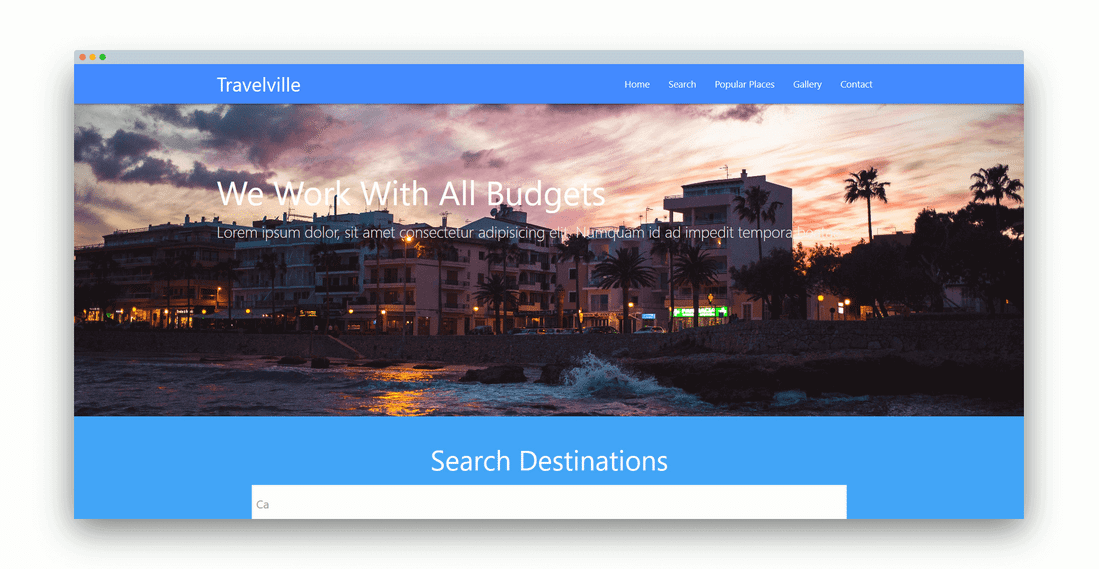 Travelville
Home Search Popular Places Gallery Contact
We Work With All Budgets
Lorem ipsum dolor, sit amet consectetur adipisicing elit. Numquam id ad impedit tempora
Search Destinations
Ca